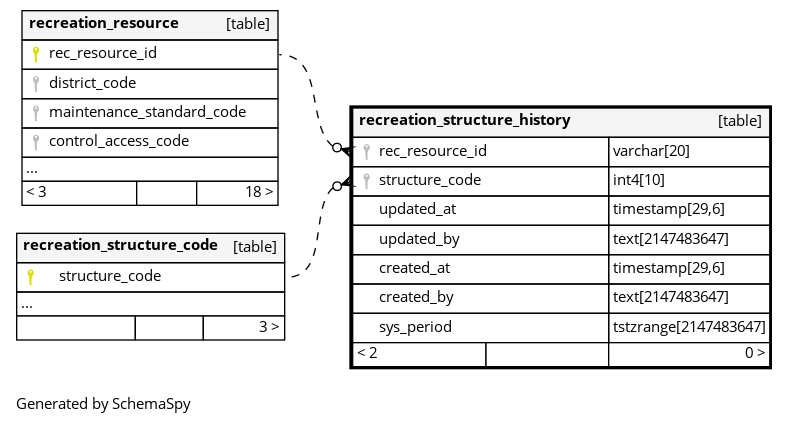 recreation_resource [table]
rec_resource_id
district_code
maintenance_standard_code
control_access_code
...
< 3 18 >
recreation_structure_code [table]
structure_code
...
3 >
recreation_structure_history [table]
rec_resource_id varchar[20]
structure_code int4[10]
updated_at timestamp[29,6]
updated_by text[2147483647]
created_at timestamp[29,6]
created_by text[2147483647]
sys_period tstzrange[2147483647]
< 2 0 >
Generated by SchemaSpy